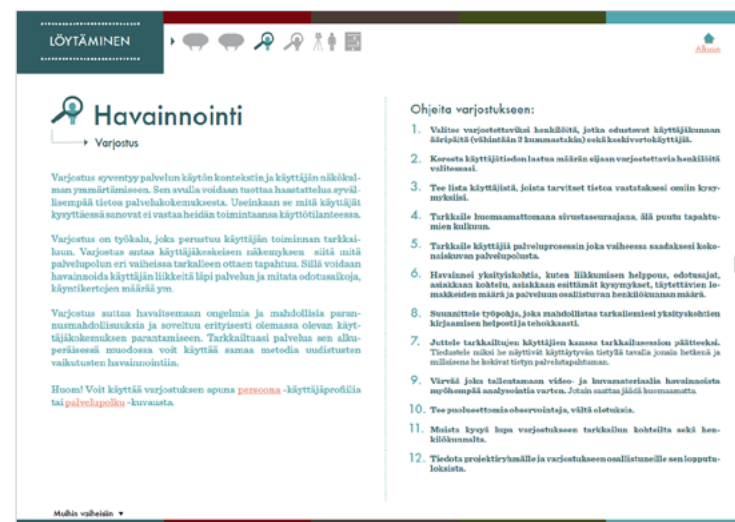 LÖYTÄMINEN
Alkuun
Havainnointi
Varjostus
Varjostus syventyy palvelun käytön kontekstin ja käyttäjän näkökul-
man ymmärtämiseen. Sen avulla voidaan tuottaa haastattelua syväl-
lisempää tietoa palvelukokemuksesta. Useinkaan se mitä käyttäjät
kysyttäessä sanovat ei vastaa heidän toimintaansa käyttötilanteessa.
Varjostus on työkalu, joka perustuu käyttäjän toiminnan tarkkai-
luun. Varjostus antaa käyttäjäkeskeisen näkemyksen siitä mitä
palvelupolun eri vaiheissa tarkalleen ottaen tapahtuu. Sillä voidaan
havainnoida käyttäjän liikkeitä läpi palvelun ja mitata odotusaikoja,
käyntikertojen määrää ym.
Varjostus auttaa havaitsemaan ongelmia ja mahdollisia paran-
nusmahdollisuuksia ja soveltuu erityisesti olemassa olevan käyt-
täjäkokemuksen parantamiseen. Tarkkailtuasi palvelua sen alku-
peräisessä muodossa voit käyttää samaa metodia uudistusten
vaikutusten havainnointiin.
Huom! Voit käyttää varjostuksen apuna persoona -käyttäjäprofiilia
tai palvelupolku -kuvausta.
Ohjeita varjostukseen:
1. Valitse varjostettaviksi henkilöitä, jotka edustavat käyttäjäkunnan
ääripäitä (vähintään 2 kummastakin) sekä keskivertokäyttäjiä.
2. Korosta käyttäjätiedon laatua määrän sijaan varjostettavia henkilöitä
valitessasi.
3. Tee lista käyttäjistä, joista tarvitset tietoa vastataksesi omiin kysy-
myksiisi.
4. Tarkkaile huomaamattomana sivustaseuraajana, älä puutu tapahtu-
mien kulkuun.
5. Tarkkaile käyttäjiä palveluprosessin joka vaiheessa saadaksesi koko-
naiskuvan palvelupolusta.
6. Havainnoi yksityiskohtia, kuten liikkumisen helppous, odotusajat,
asiakkaan kohtelu, asiakkaan esittämät kysymykset, täytettävien lo-
makkeiden määrä ja palveluun osallistuvan henkilökunnan määrä.
8. Suunnittele työpohja, joka mahdollistaa tarkkailemiesi yksityiskohtien
kirjaamisen helposti ja tehokkaasti.
7. Juttele tarkkailtujen käyttäjien kanssa tarkkailusession päätteeksi.
Tiedustele miksi he näyttivät käyttäytyvän tietyllä tavalla jonain hetkenä ja
millaisena he kokivat tietyn palvelutapahtuman.
9. Värvää joku tallentamaan video- ja kuvamateriaalia havainnoista
myöhempää analysointia varten. Jotain saattaa jäädä huomaamatta.
10. Tee puolueettomia observointeja, vältä oletuksia.
11. Muista kysyä lupa varjostukseen tarkkailun kohteilta sekä hen-
kilökunnalta.
12. Tiedota projektiryhmälle ja varjostukseen osallistuneille sen lopputu-
loksista.
Muihin vaiheisiin